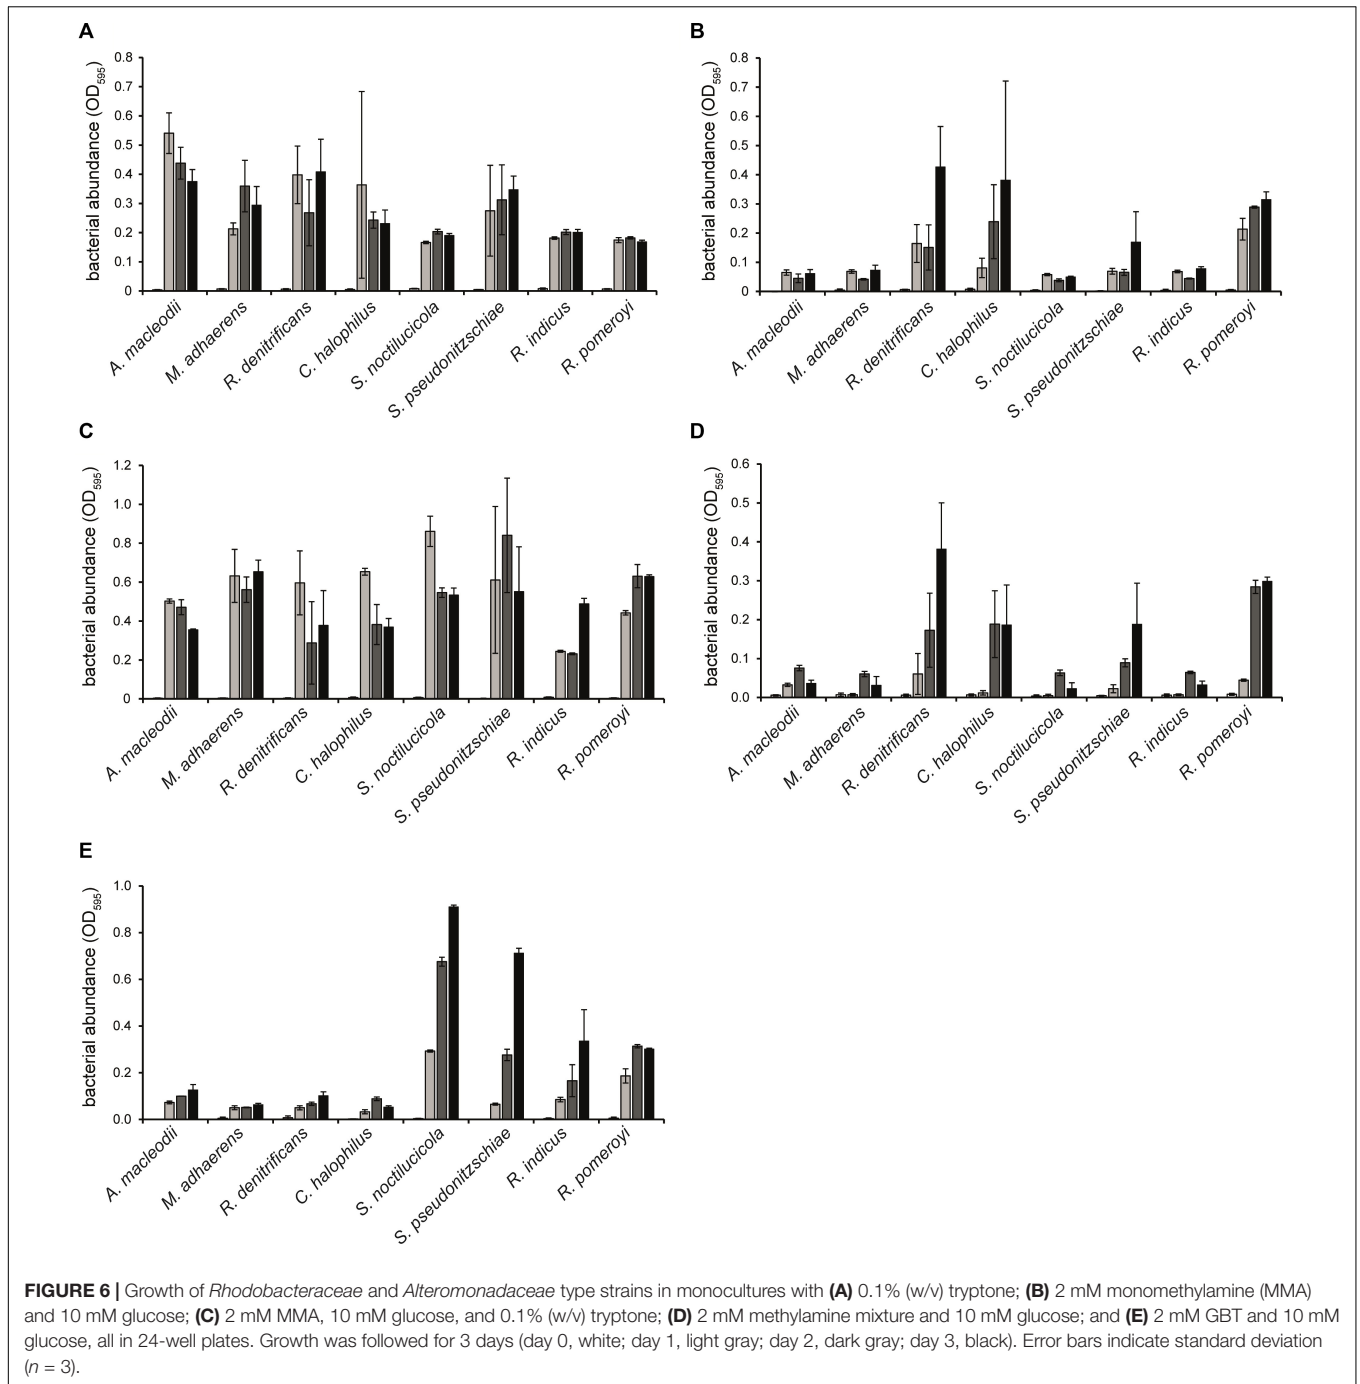 A
B
bacterial abundance (OD595)
0.8
0.7
0.6
0.5
0.4
0.3
0.2
0.1
0
A. macleodii
M. adhaerens
R. denitrificans
C. halophilus
S. noctilucicola
S. pseudonitzschiae
R. indicus
R. pomeroyi
bacterial abundance (OD595)
0.8
0.7
0.6
0.5
0.4
0.3
0.2
0.1
0
A. macleodii
M. adhaerens
R. denitrificans
C. halophilus
S. noctilucicola
S. pseudonitzschiae
R. indicus
R. pomeroyi
C
D
bacterial abundance (OD595)
1.2
1.0
0.8
0.6
0.4
0.2
0
A. macleodii
M. adhaerens
R. denitrificans
C. halophilus
S. noctilucicola
S. pseudonitzschiae
R. indicus
R. pomeroyi
bacterial abundance (OD595)
0.6
0.5
0.4
0.3
0.2
0.1
0.0
A. macleodii
M. adhaerens
R. denitrificans
C. halophilus
S. noctilucicola
S. pseudonitzschiae
R. indicus
R. pomeroyi
E
bacterial abundance (OD595)
1.0
0.8
0.6
0.4
0.2
0.0
A. macleodii
M. adhaerens
R. denitrificans
C. halophilus
S. noctilucicola
S. pseudonitzschiae
R. indicus
R. pomeroyi
FIGURE 6 | Growth of Rhodobacteraceae and Alteromonadaceae type strains in monocultures with (A) 0.1% (w/v) tryptone; (B) 2 mM monomethylamine (MMA)
and 10 mM glucose; (C) 2 mM MMA, 10 mM glucose, and 0.1% (w/v) tryptone; (D) 2 mM methylamine mixture and 10 mM glucose; and (E) 2 mM GBT and 10 mM
glucose, all in 24-well plates. Growth was followed for 3 days (day 0, white; day 1, light gray; day 2, dark gray; day 3, black). Error bars indicate standard deviation
(n = 3).